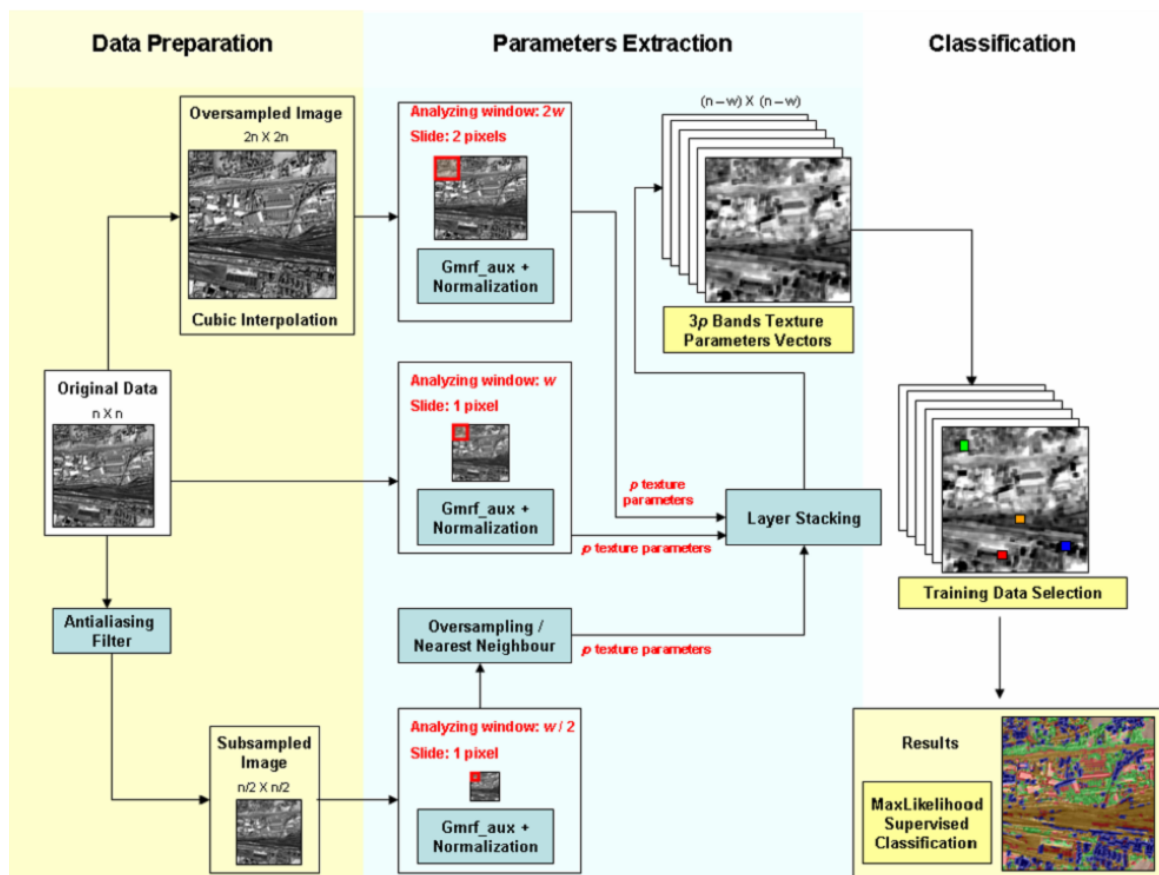 Data Preparation
Parameters Extraction
Classification
Oversampled Image
2n X 2n
Cubic Interpolation
Original Data
n X n
Antialiasing
Filter
Subsampled
Image
n/2 X n/2
Analyzing window: 2w
Slide: 2 pixels
Gmrf_aux +
Normalization
Analyzing window: w
Slide: 1 pixel
Gmrf_aux +
Normalization
Oversampling /
Nearest Neighbour
Analyzing window: w / 2
Slide: 1 pixel
Gmrf_aux +
Normalization
p texture
parameters
p texture parameters
p texture parameters
Layer Stacking
(n – w) X (n – w)
3p Bands Texture
Parameters Vectors
Training Data Selection
Results
MaxLikelihood
Supervised
Classification